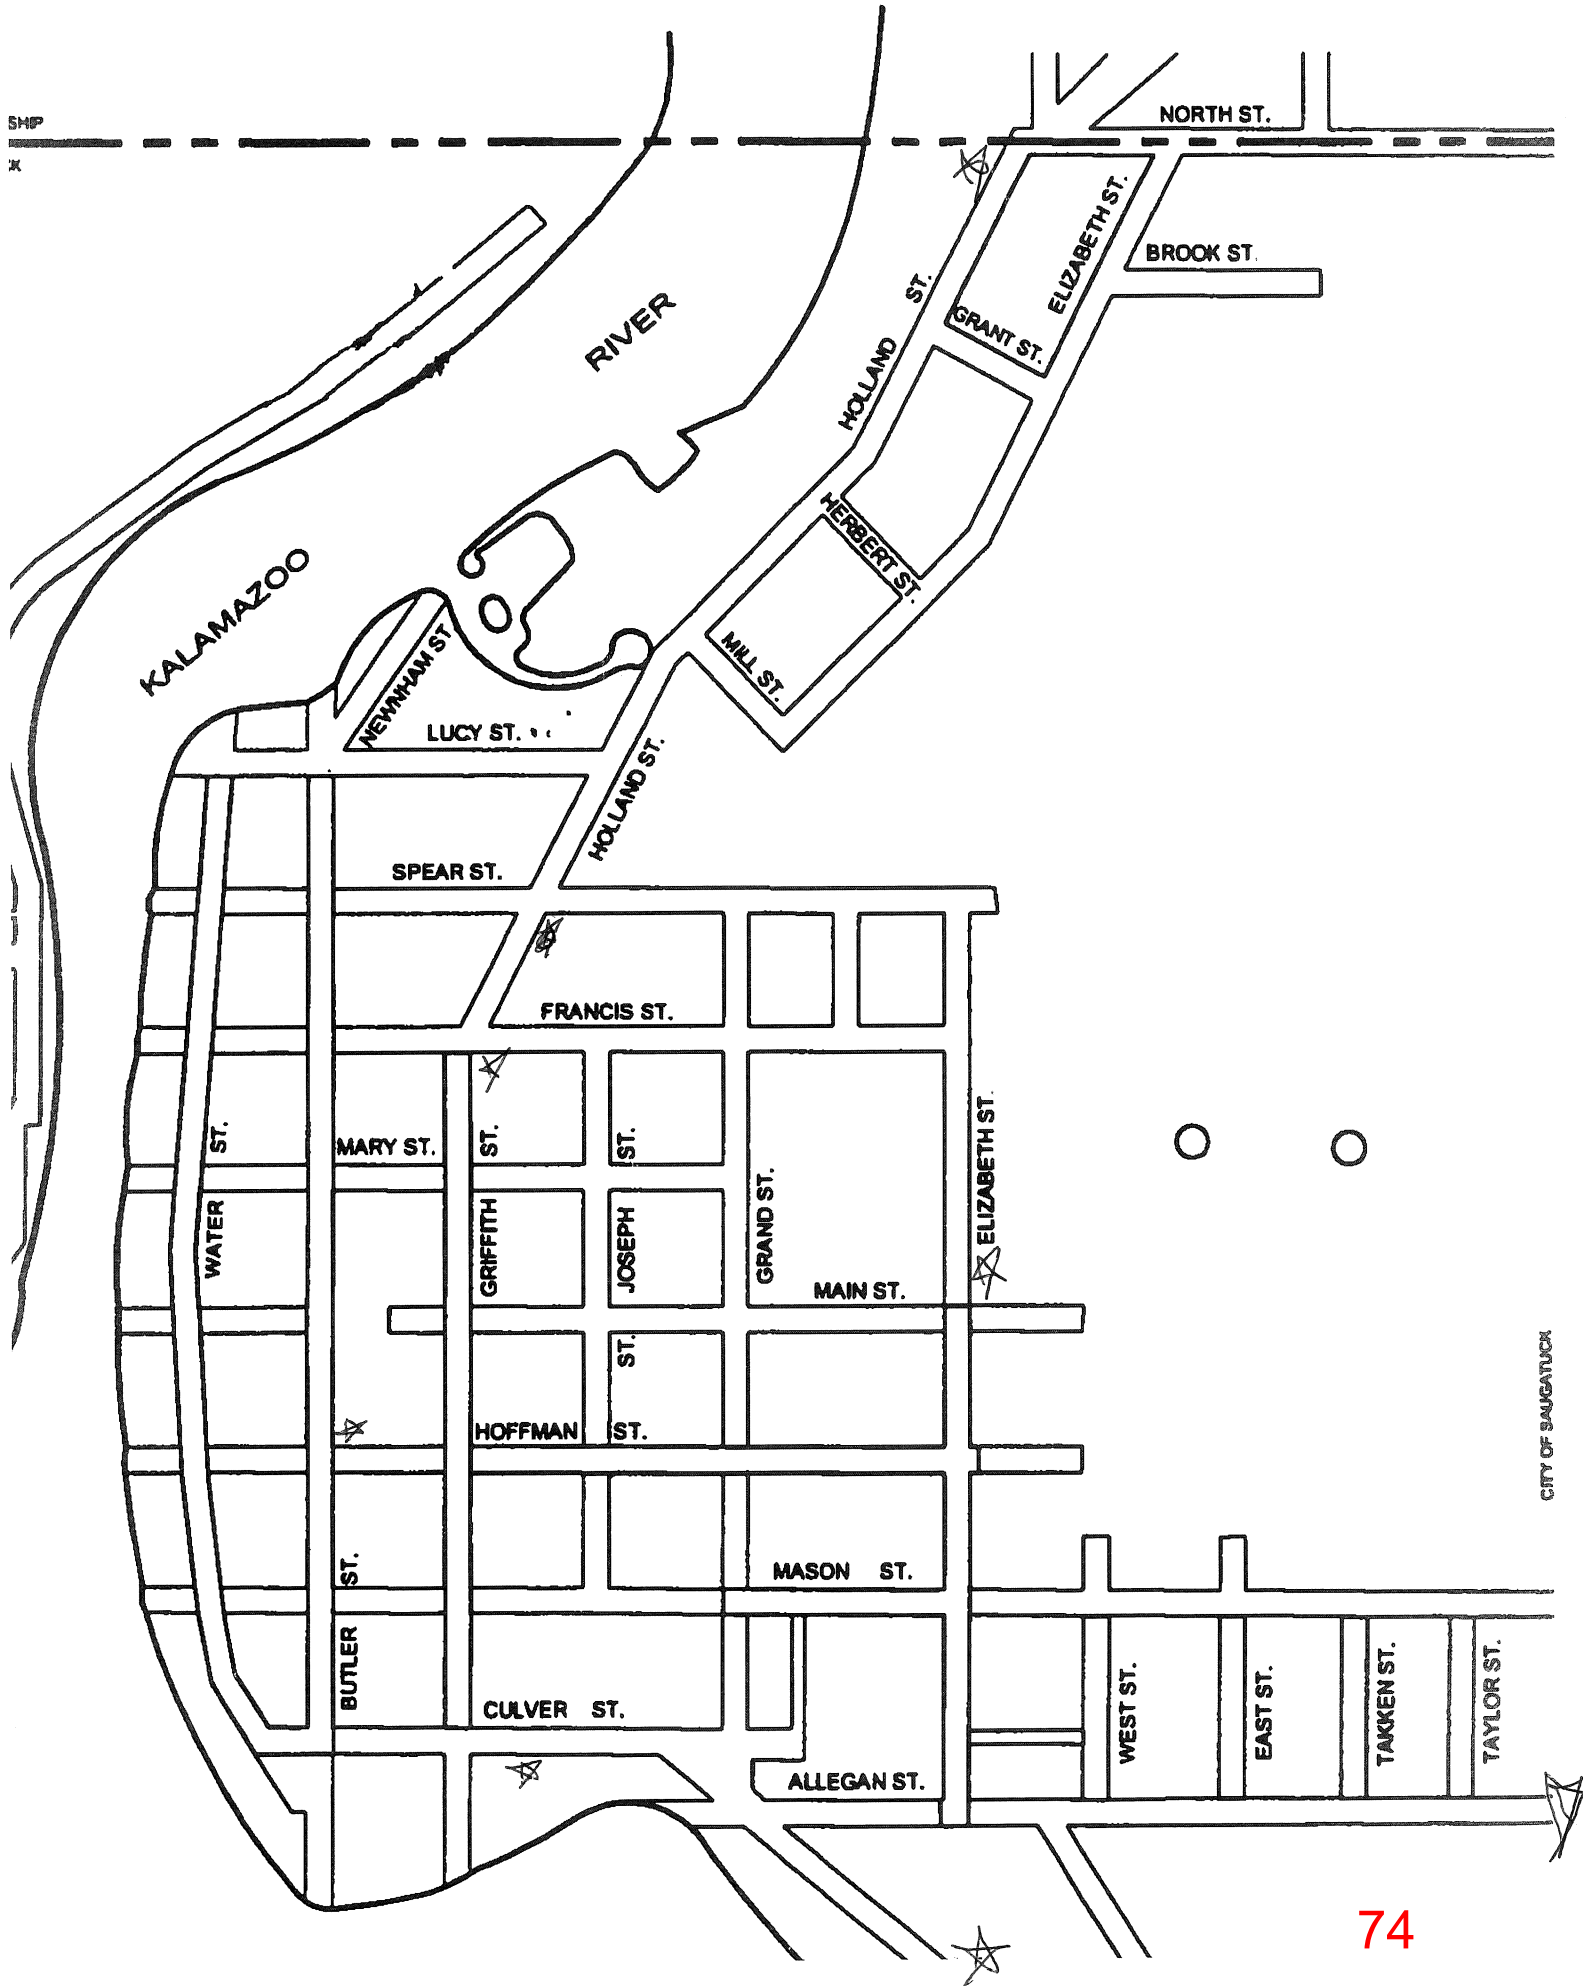 NORTH ST.
SHIP
CK
ELIZABETH ST.
BROOK ST.
RIVER
HOLLAND ST.
GRANT ST.
HERBERT ST.
KALAMAZOO
MILL ST.
NEWNHAM ST
LUCY ST.
HOLLAND ST.
SPEAR ST.
FRANCIS ST.
WATER ST.
MARY ST.
GRIFFITH ST.
JOSEPH ST.
GRAND ST.
ELIZABETH ST.
MAIN ST.
ST.
CITY OF SAUGATUCK
HOFFMAN ST.
MASON ST.
BUTLER ST.
CULVER ST.
WEST ST.
EAST ST.
TAKKEN ST.
TAYLOR ST.
ALLEGAN ST.
74